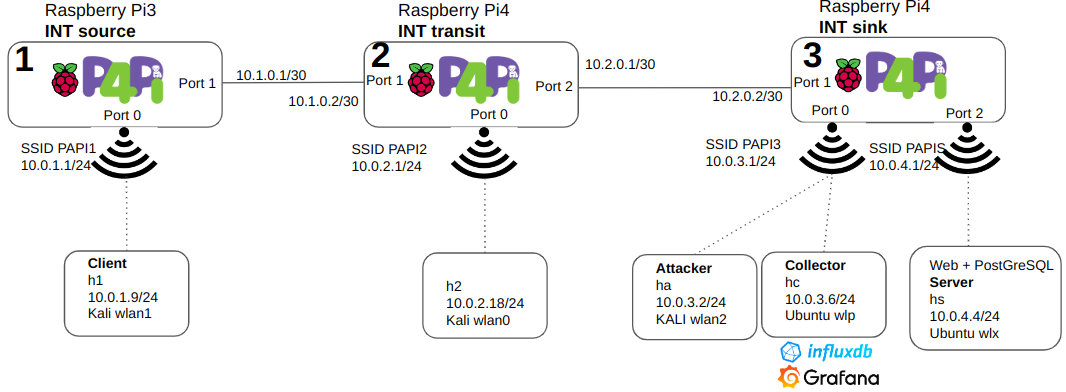 Raspberry Pi3
INT source
1
P4Pi
Port 1
Port 0
Raspberry Pi4
INT transit
2
P4Pi
Port 1
Port 2
Port 0
Raspberry Pi4
INT sink
3
P4Pi
Port 1
Port 0
Port 2
10.1.0.1/30
10.1.0.2/30
10.2.0.1/30
10.2.0.2/30
SSID PAPI1
10.0.1.1/24
SSID PAPI2
10.0.2.1/24
SSID PAPI3
10.0.3.1/24
SSID PAPIS
10.0.4.1/24
Client
h1
10.0.1.9/24
Kali wlan1
h2
10.0.2.18/24
Kali wlan0
Attacker
ha
10.0.3.2/24
KALI wlan2
Collector
hc
10.0.3.6/24
Ubuntu wlp
Web + PostGreSQL
Server
hs
10.0.4.4/24
Ubuntu wlx
influxdb
Grafana